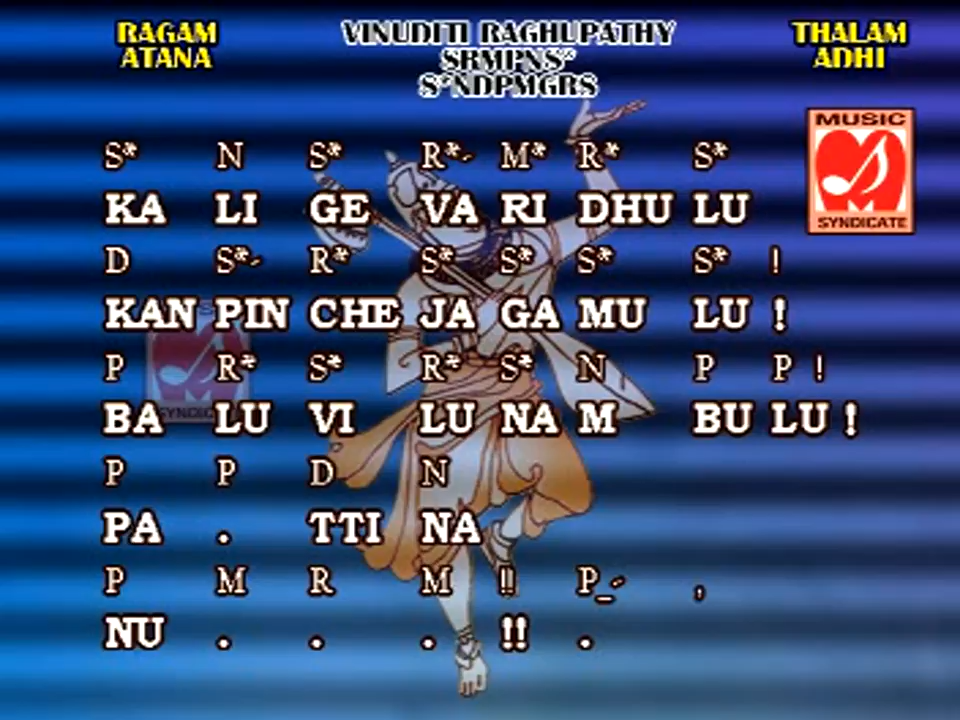 RAGAM VINUDITI RAGHUPATHY THALAM
ATANA SRMPNS* ADHI
S*NDPMGRS
MUSIC
SYNDICATE
S* N S* R*- M* R* S*
KA LI GE VA RI DHU LU
D S*- R* S* S* S* S* !
KAN PIN CHE JA GA MU LU !
P R* S* R* S* N P P !
BA LU VI LU NA M BU LU !
SYNDIC
P P D N
PA . TTI NA
P M R M !! P_- ,
NU . . . !! .